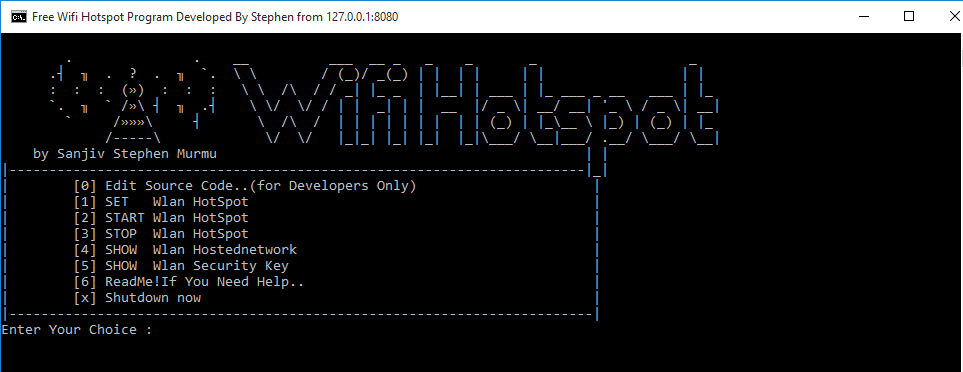 Free Wifi Hotspot Program Developed By Stephen from 127.0.0.1:8080
Wifi Hotspot
by Sanjiv Stephen Murmu
[0] Edit Source Code..(for Developers Only)
[1] SET Wlan HotSpot
[2] START Wlan HotSpot
[3] STOP Wlan HotSpot
[4] SHOW Wlan Hostednetwork
[5] SHOW Wlan Security Key
[6] ReadMe!If You Need Help..
[x] Shutdown now
Enter Your Choice :